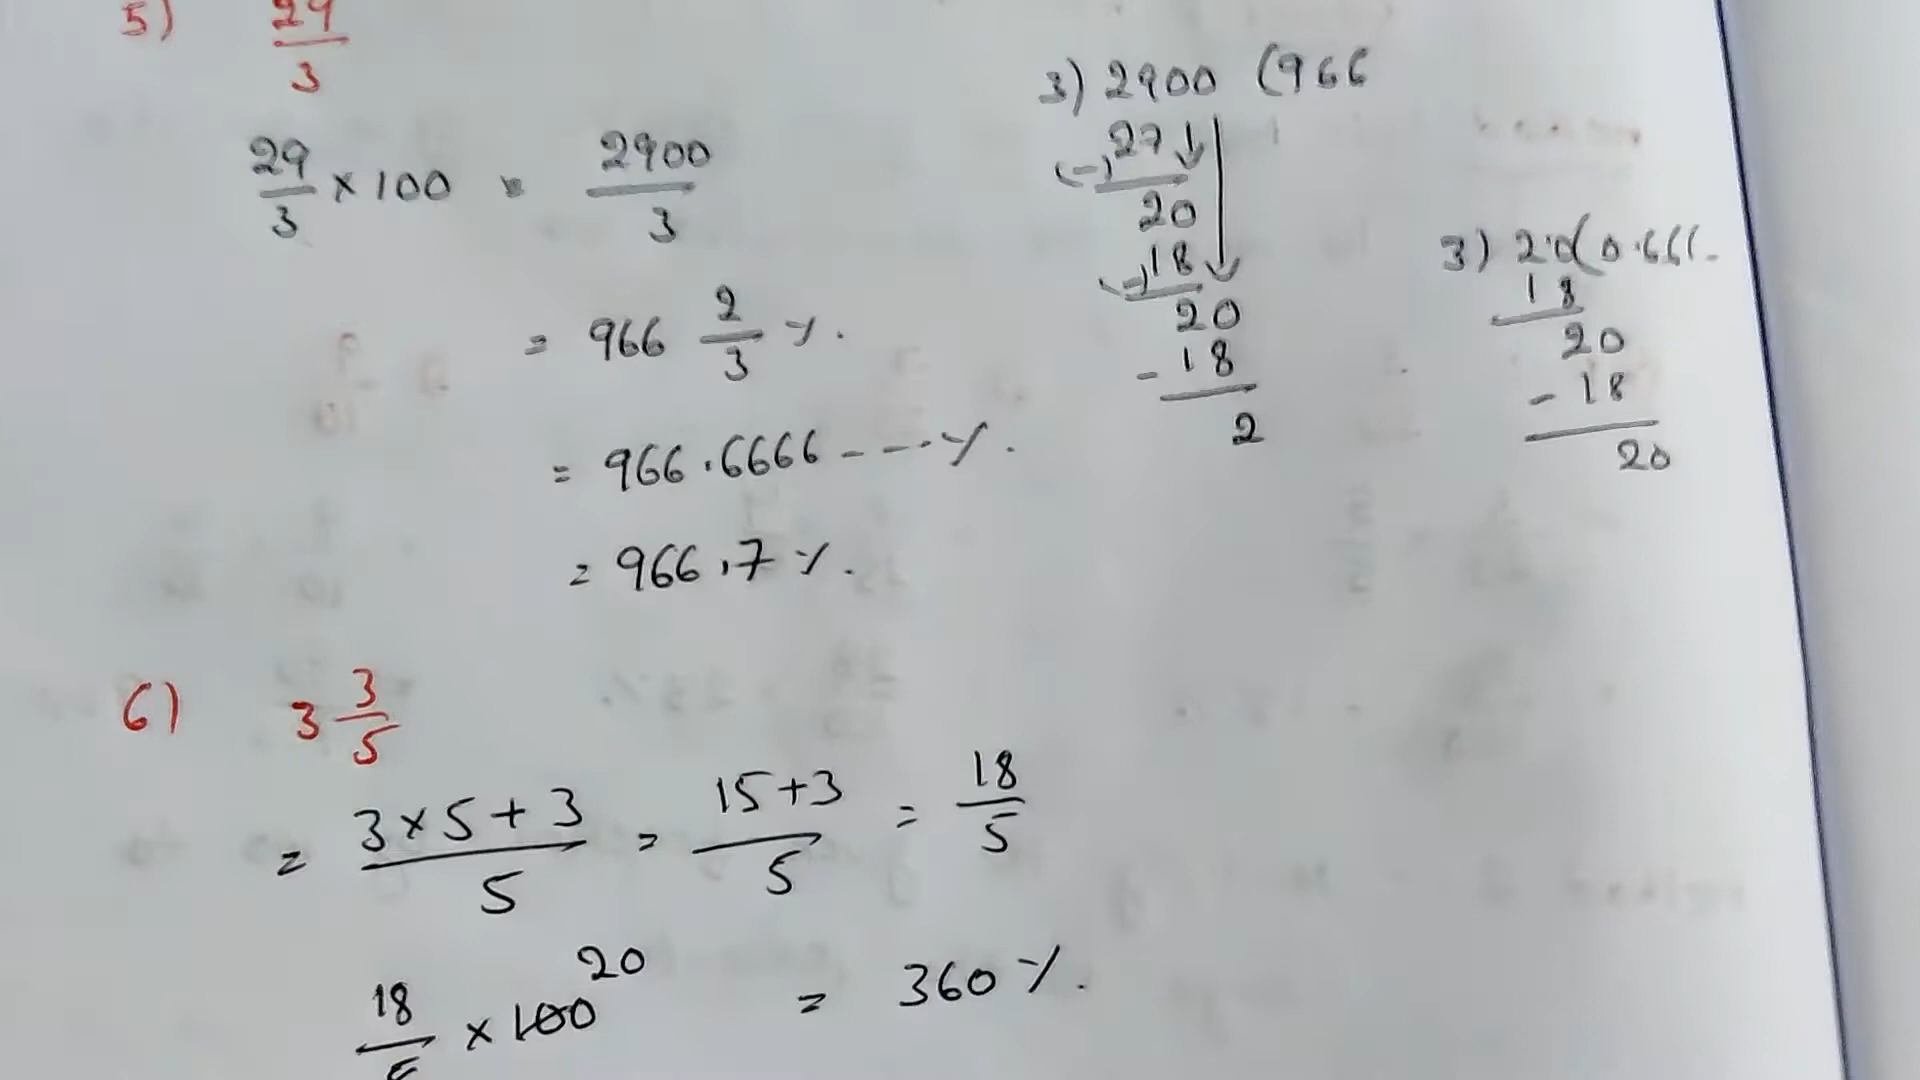 5) 29/3
29/3 × 100 = 2900/3
= 966 2/3 %.
= 966.6666 - - - - %.
= 966.7 %.
3) 2900 (966
(-) 27
20
(-) 18
20
- 18
2
3) 2.0 (0.666.
18
20
- 18
20
6) 3 3/5
= 3×5+3/5 = 15+3/5 = 18/5
18/5 × 100 20 = 360 %.